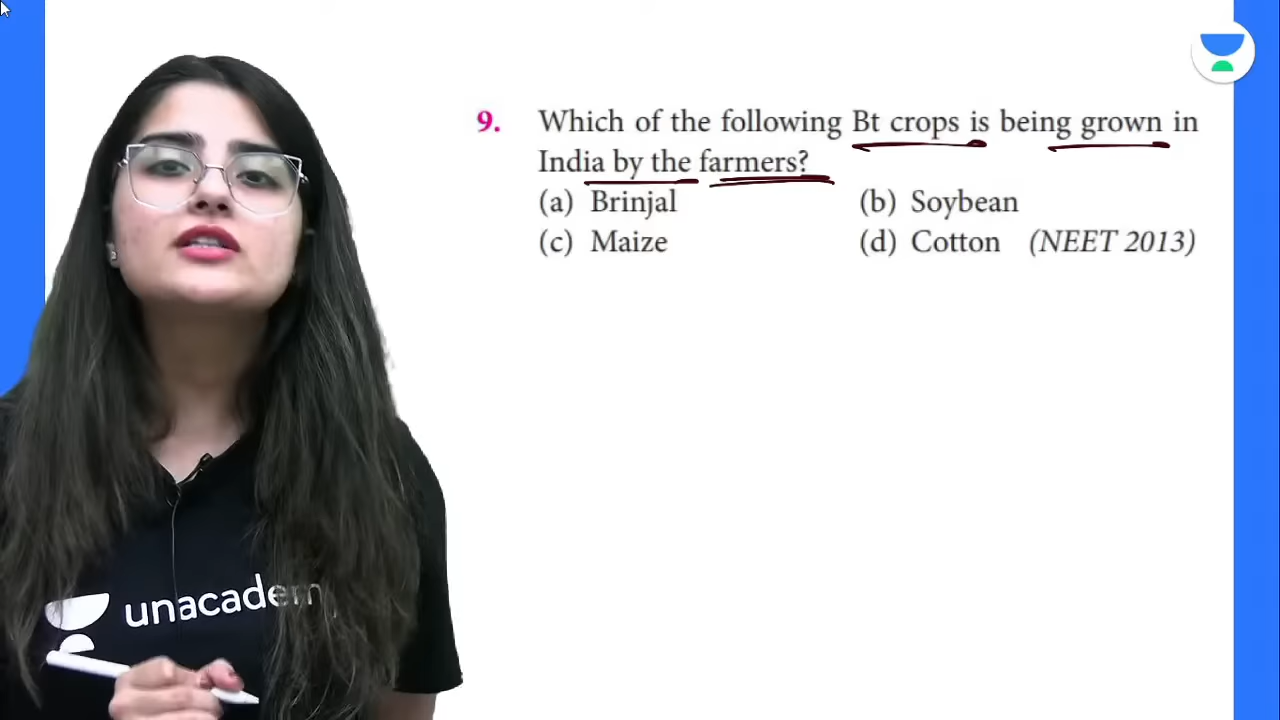 9. Which of the following Bt crops is being grown in
India by the farmers?
(a) Brinjal (b) Soybean
(c) Maize (d) Cotton (NEET 2013)
unacademy